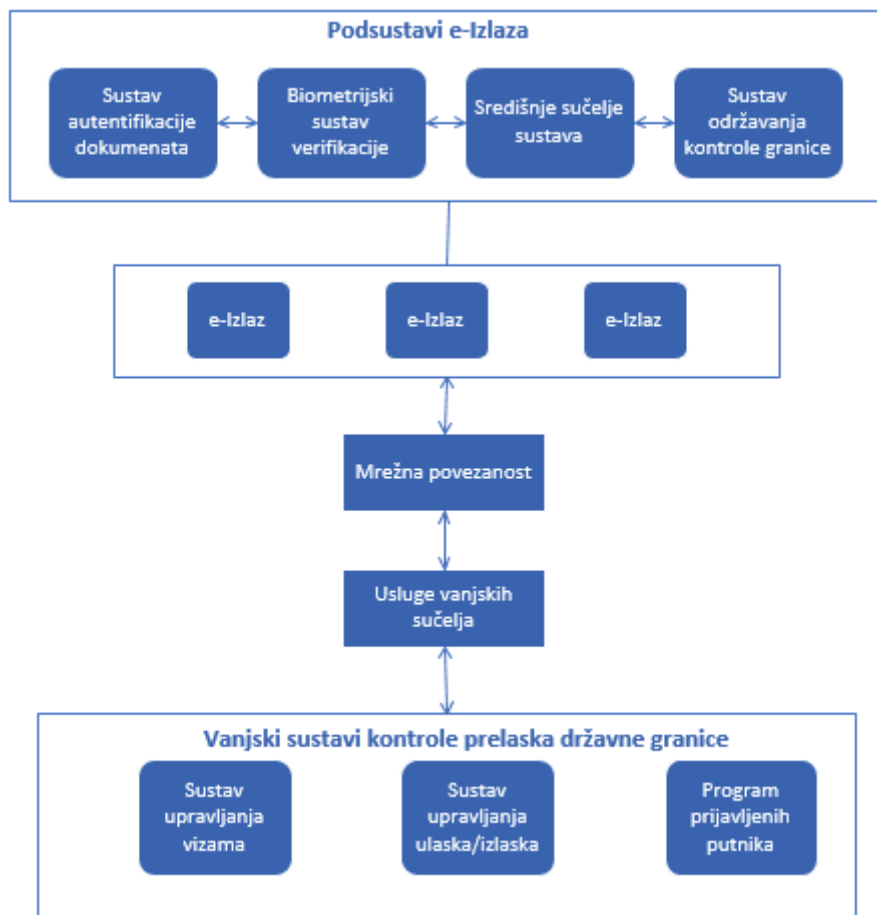 Podsustavi e-Izlaza
Sustav
autentifikacije
dokumenata
Biometrijski
sustav
verifikacije
Središnje sučelje
sustava
Sustav
održavanja
kontrole granice
e-Izlaz
e-Izlaz
e-Izlaz
Mrežna povezanost
Usluge vanjskih
sučelja
Vanjski sustavi kontrole prelaska državne granice
Sustav
upravljanja
vizama
Sustav
upravljanja
ulaska/izlaska
Program
prijavljenih
putnika